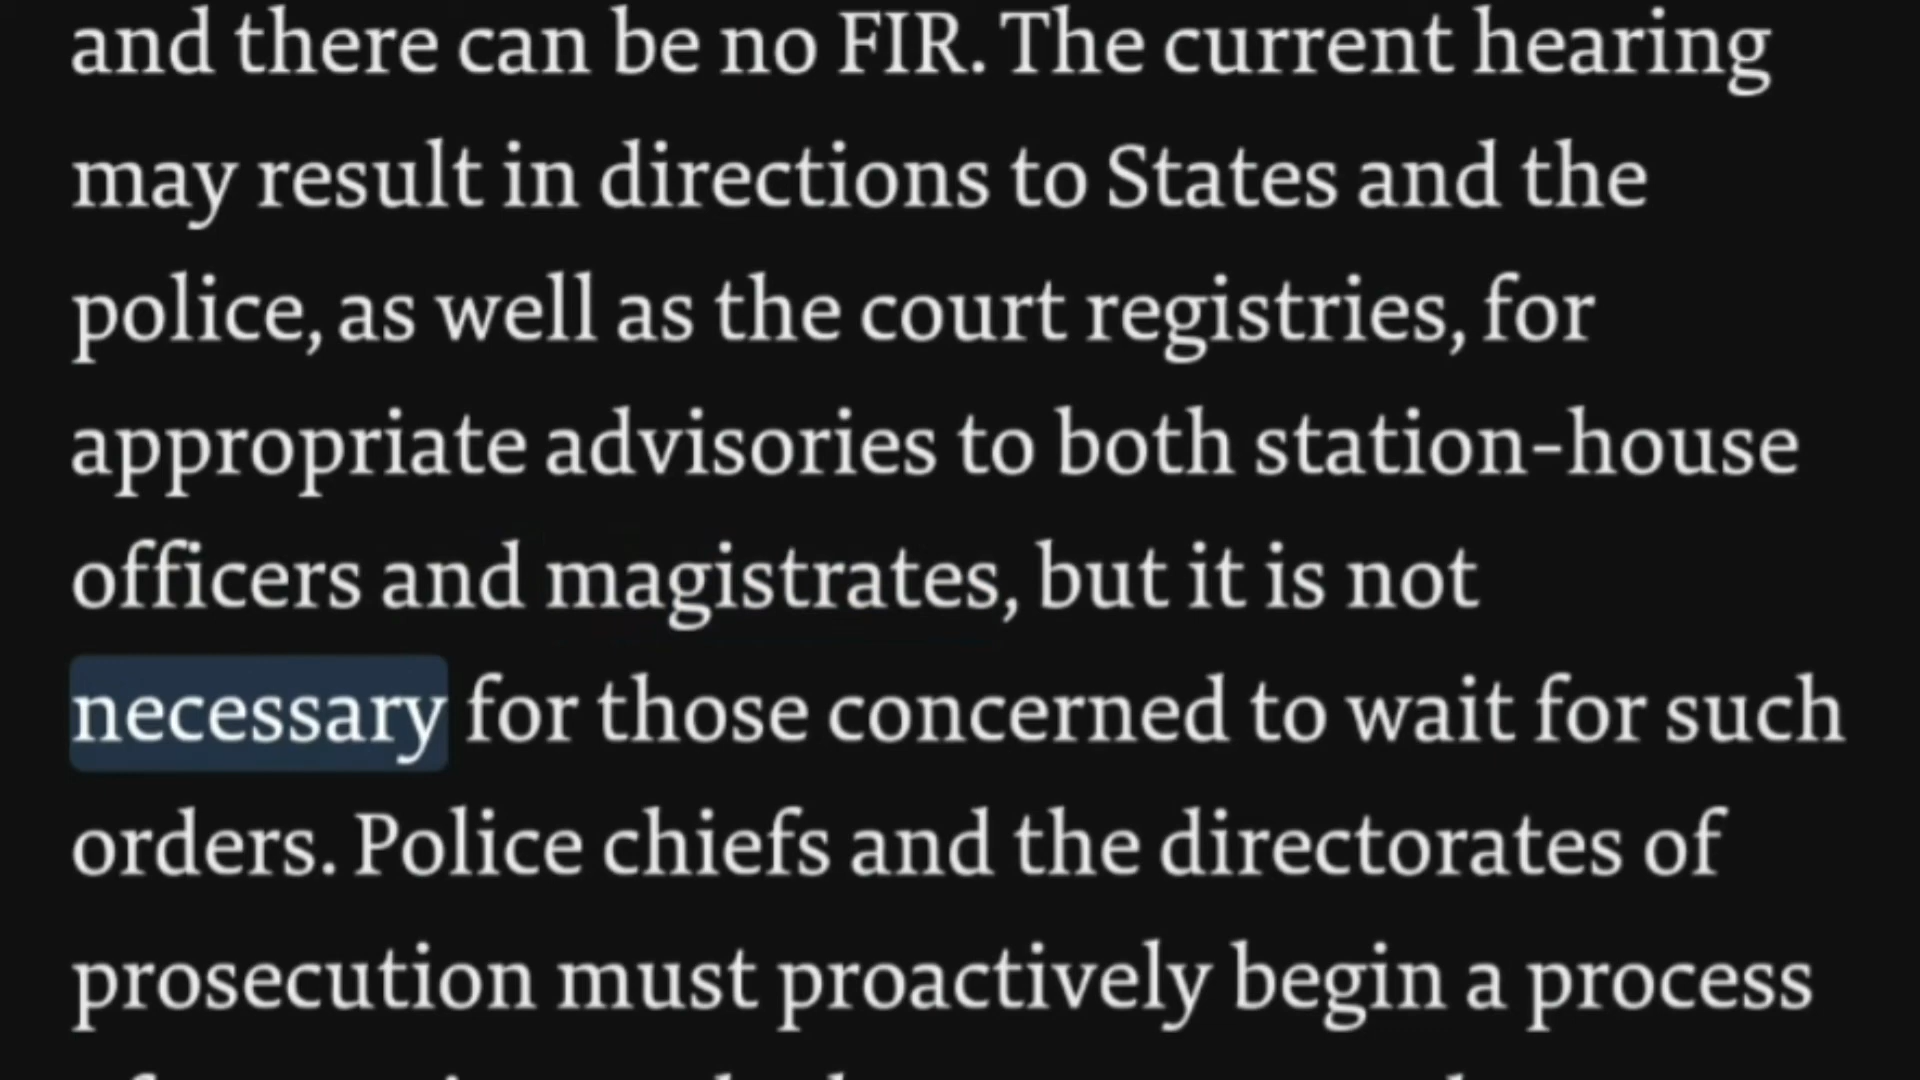 and there can be no FIR. The current hearing
may result in directions to States and the
police, as well as the court registries, for
appropriate advisories to both station-house
officers and magistrates, but it is not
necessary for those concerned to wait for such
orders. Police chiefs and the directorates of
prosecution must proactively begin a process